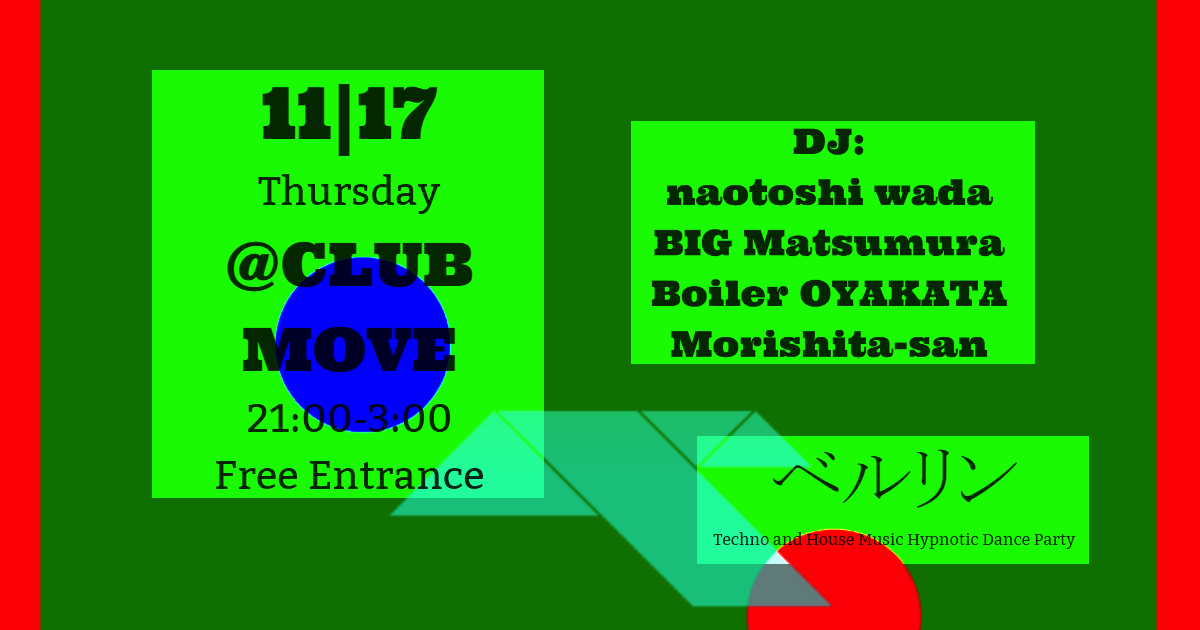 11|17
Thursday
@CLUB
MOVE
21:00-3:00
Free Entrance
DJ:
naotoshi wada
BIG Matsumura
Boiler OYAKATA
Morishita-san
ベルリン
Techno and House Music Hypnotic Dance Party